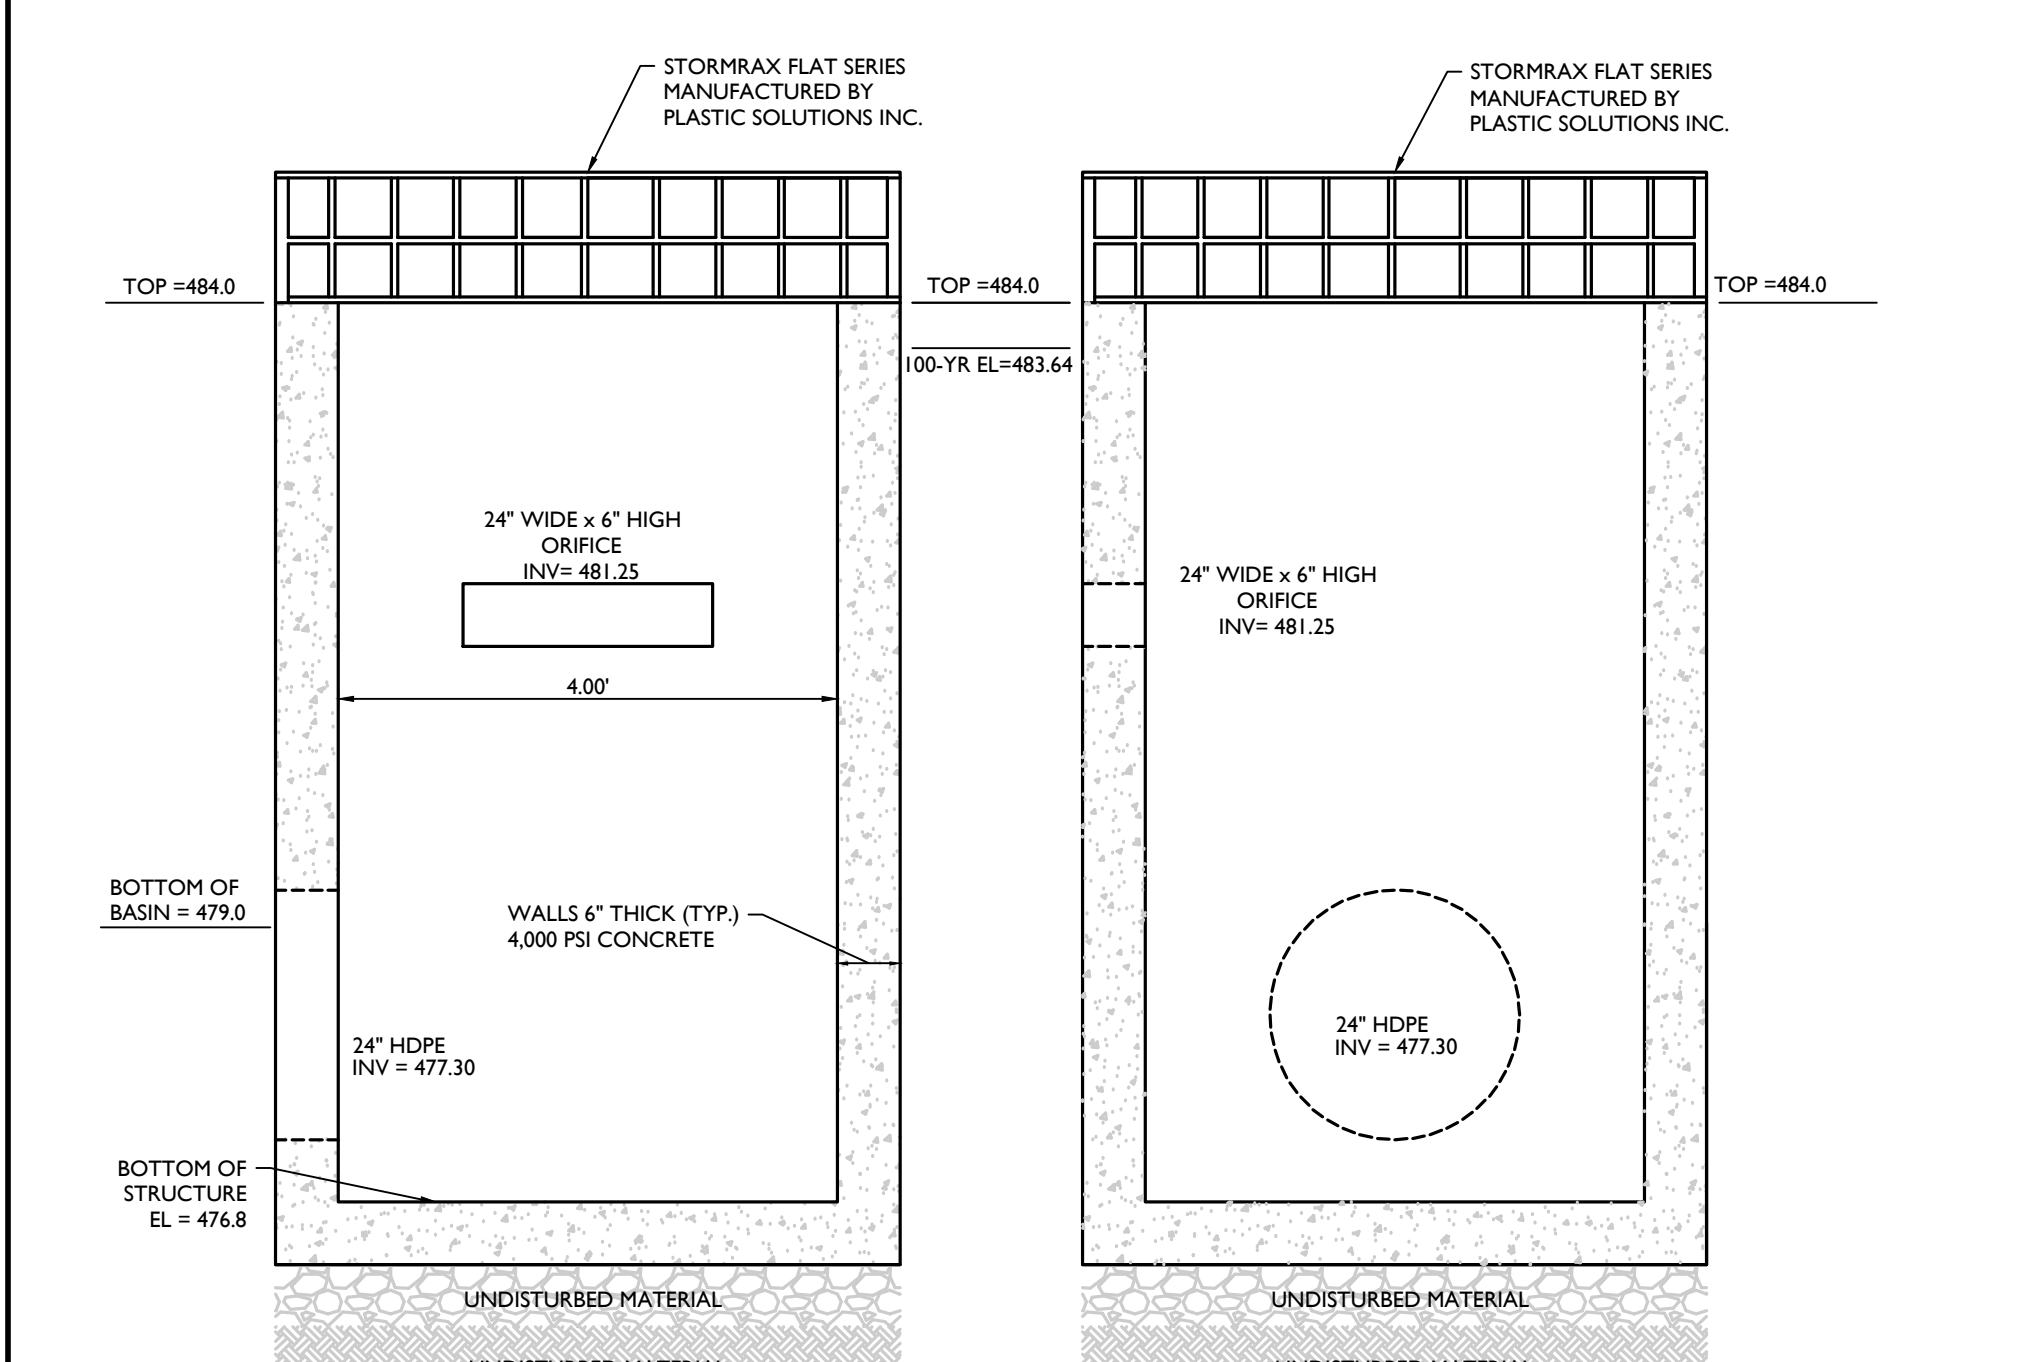 STORMRAX FLAT SERIES
MANUFACTURED BY
PLASTIC SOLUTIONS INC.
STORMRAX FLAT SERIES
MANUFACTURED BY
PLASTIC SOLUTIONS INC.
TOP =484.0
TOP =484.0
TOP =484.0
100-YR EL=483.64
24" WIDE x 6" HIGH
ORIFICE
INV= 481.25
24" WIDE x 6" HIGH
ORIFICE
INV= 481.25
4.00'
BOTTOM OF
BASIN = 479.0
WALLS 6" THICK (TYP.)
4,000 PSI CONCRETE
24" HDPE
INV = 477.30
24" HDPE
INV = 477.30
BOTTOM OF
STRUCTURE
EL = 476.8
UNDISTURBED MATERIAL
UNDISTURBED MATERIAL
UNDISTURBED MATERIAL
UNDISTURBED MATERIAL